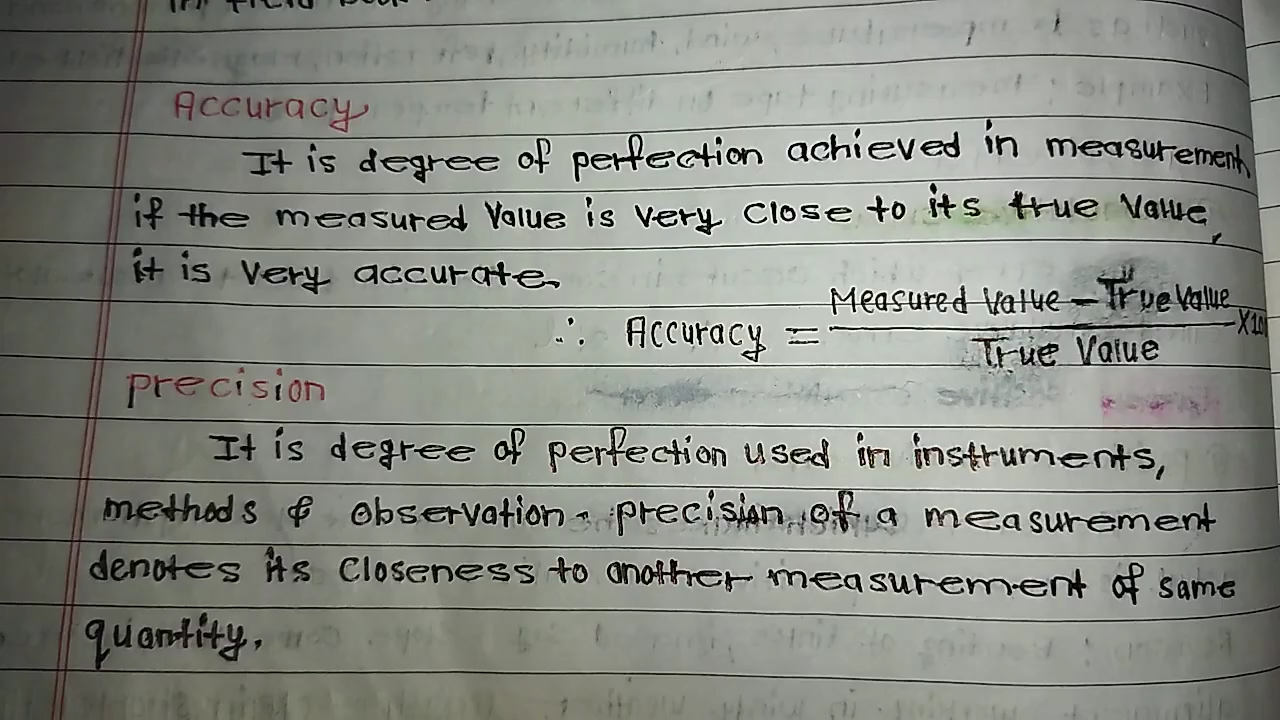 Accuracy
It is degree of perfection achieved in measurement
if the measured value is very close to its true value,
it is very accurate.
∴ Accuracy = Measured value - True value / True value ×10
precision
It is degree of perfection used in instruments,
methods & observation. precision of a measurement
denotes its closeness to another measurement of same
quantity.